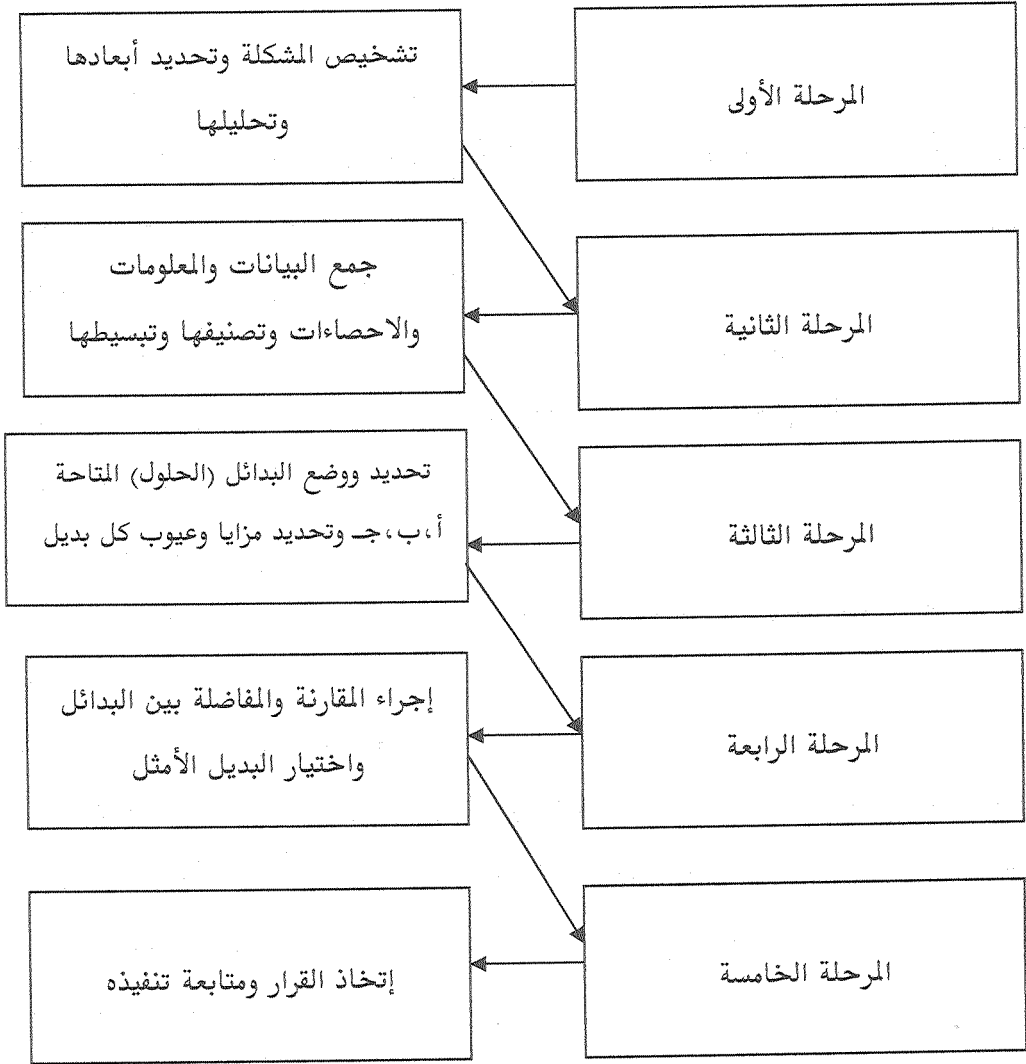 المرحلة الأولى
تشخيص المشكلة وتحديد أبعادها
وتحليلها
المرحلة الثانية
جمع البيانات والمعلومات
والاحصاءات وتصنيفها وتبسيطها
المرحلة الثالثة
تحديد ووضع البدائل (الحلول) المتاحة
أ، ب، جـ وتحديد مزايا وعيوب كل بديل
المرحلة الرابعة
إجراء المقارنة والمفاضلة بين البدائل
واختيار البديل الأمثل
المرحلة الخامسة
إتخاذ القرار ومتابعة تنفيذه